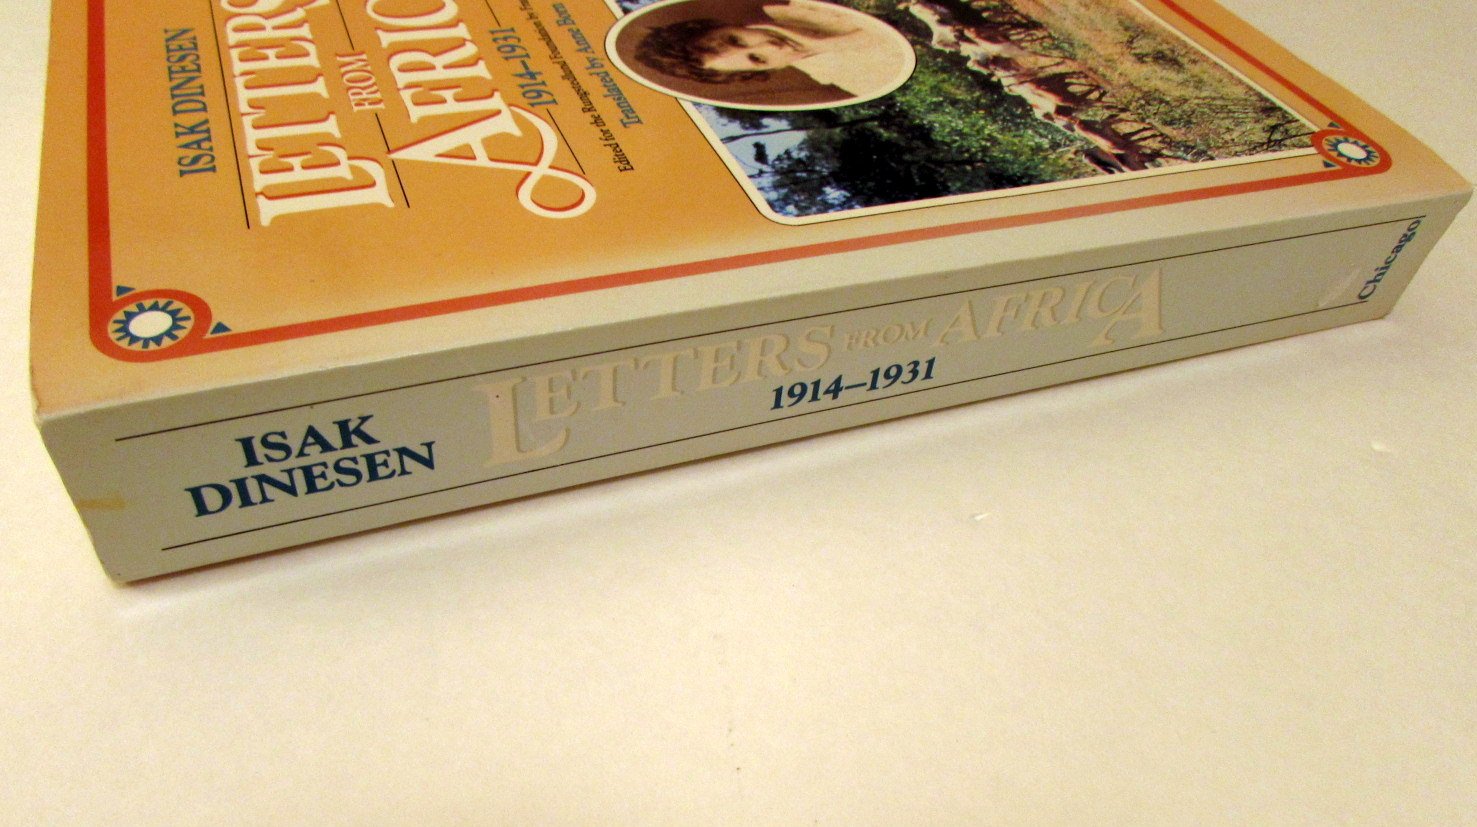 ISAK DINESEN
LETTERS
FROM
AFRIC
1914–1931
Edited for the Rungstedlund Foundation by
Translated by Anne Born
ISAK
DINESEN
LETTERS FROM AFRICA
1914–1931
Chicago